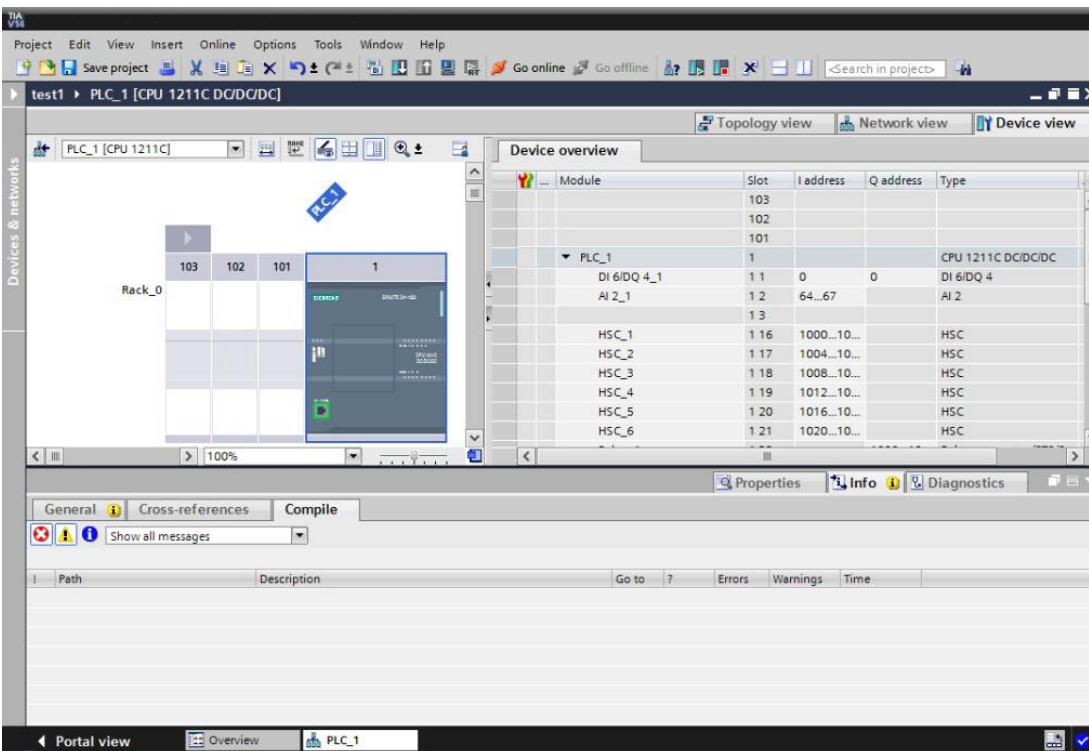 TIA
V14
Project Edit View Insert Online Options Tools Window Help
Save project Go online Go offline <Search in project>
test1 PLC_1 [CPU 1211C DC/DC/DC]
Topology view Network view Device view
Devices & networks
PLC_1 [CPU 1211C]
PLC_1
103 102 101 1
Rack_0
SIEMENS
100%
Device overview
... Module Slot I address Q address Type
103
102
101
PLC_1 1 CPU 1211C DC/DC/DC
DI 6/DQ 4_1 1 1 0 0 DI 6/DQ 4
AI 2_1 1 2 64...67 AI 2
1 3
HSC_1 1 16 1000...10... HSC
HSC_2 1 17 1004...10... HSC
HSC_3 1 18 1008...10... HSC
HSC_4 1 19 1012...10... HSC
HSC_5 1 20 1016...10... HSC
HSC_6 1 21 1020...10... HSC
Properties Info Diagnostics
General Cross-references Compile
Show all messages
! Path Description Go to ? Errors Warnings Time
Portal view Overview PLC_1